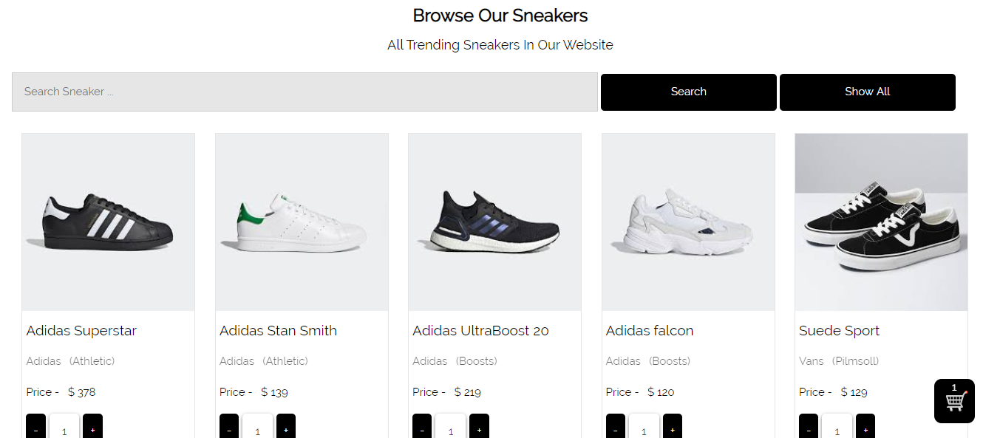 Browse Our Sneakers
All Trending Sneakers In Our Website
Search Sneaker ...
Search
Show All
Adidas Superstar
Adidas (Athletic)
Price - $ 378
- 1 +
Adidas Stan Smith
Adidas (Athletic)
Price - $ 139
- 1 +
Adidas UltraBoost 20
Adidas (Boosts)
Price - $ 219
- 1 +
Adidas falcon
Adidas (Boosts)
Price - $ 120
- 1 +
Suede Sport
Vans (Pilmsoll)
Price - $ 129
- 1 +
1